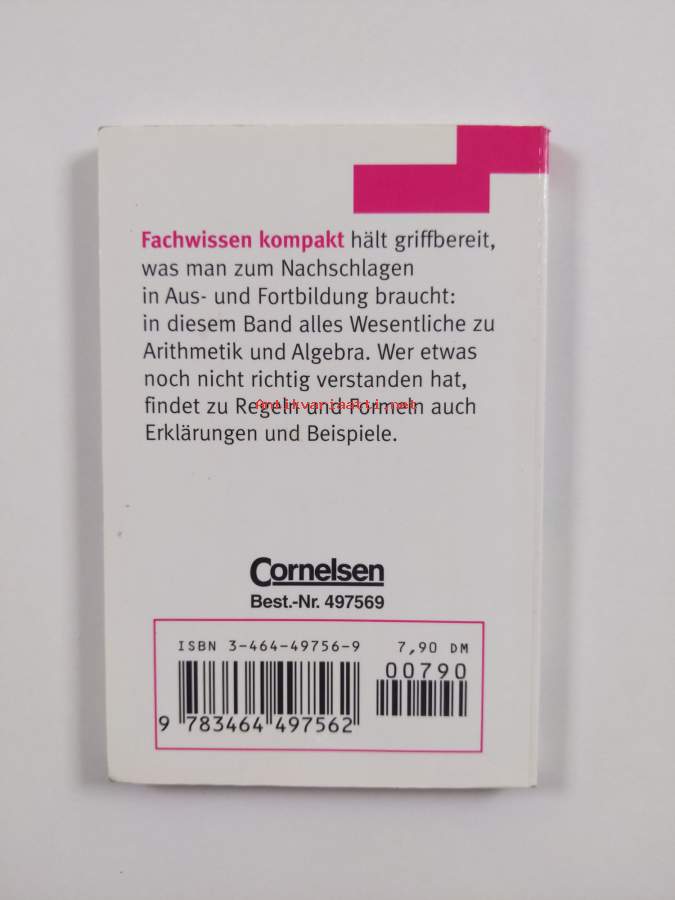 Fachwissen kompakt hält griffbereit,
was man zum Nachschlagen
in Aus- und Fortbildung braucht:
in diesem Band alles Wesentliche zu
Arithmetik und Algebra. Wer etwas
noch nicht richtig verstanden hat,
findet zu Regeln und Formeln auch
Antikvariaatti.net
Erklärungen und Beispiele.
Cornelsen
Best.-Nr. 497569
ISBN 3-464-49756-9 7,90 DM
00790
9 783464 497562